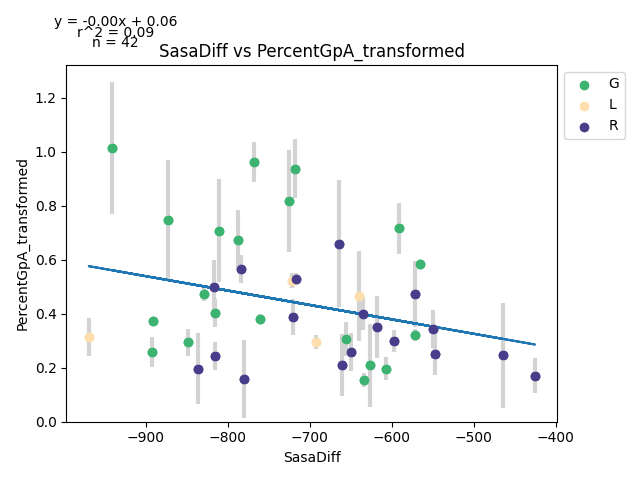 y = -0.00x + 0.06
r^2 = 0.09
n = 42
SasaDiff vs PercentGpA_transformed
G
L
R
PercentGpA_transformed
1.2
1.0
0.8
0.6
0.4
0.2
0.0
−900 −800 −700 −600 −500 −400
SasaDiff